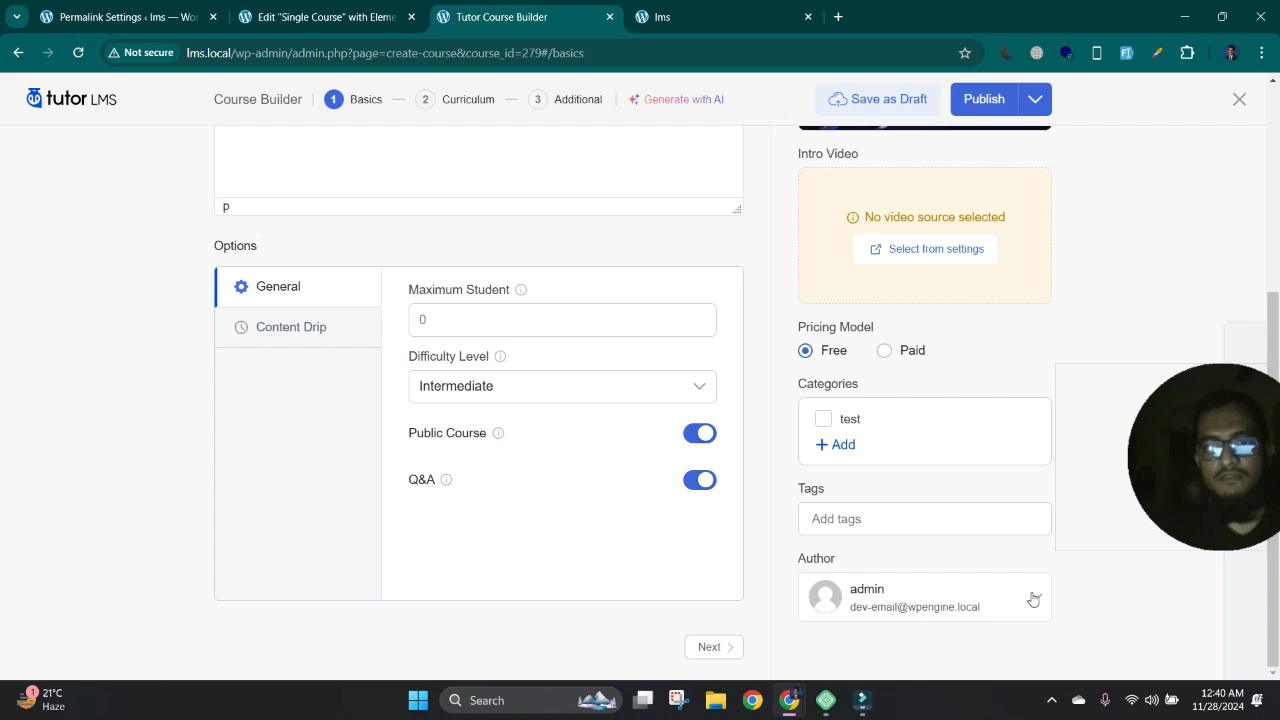 Permalink Settings ‹ lms — Wor
Edit "Single Course" with Eleme
Tutor Course Builder
lms
Not secure
lms.local/wp-admin/admin.php?page=create-course&course_id=279#/basics
tutor LMS
Course Builder
1 Basics
2 Curriculum
3 Additional
Generate with AI
Save as Draft
Publish
p
Options
General
Content Drip
Maximum Student
0
Difficulty Level
Intermediate
Public Course
Q&A
Next
Intro Video
No video source selected
Select from settings
Pricing Model
Free
Paid
Categories
test
+ Add
Tags
Add tags
Author
admin
dev-email@wpengine.local
1
21°C
Haze
Search
12:40 AM
11/28/2024